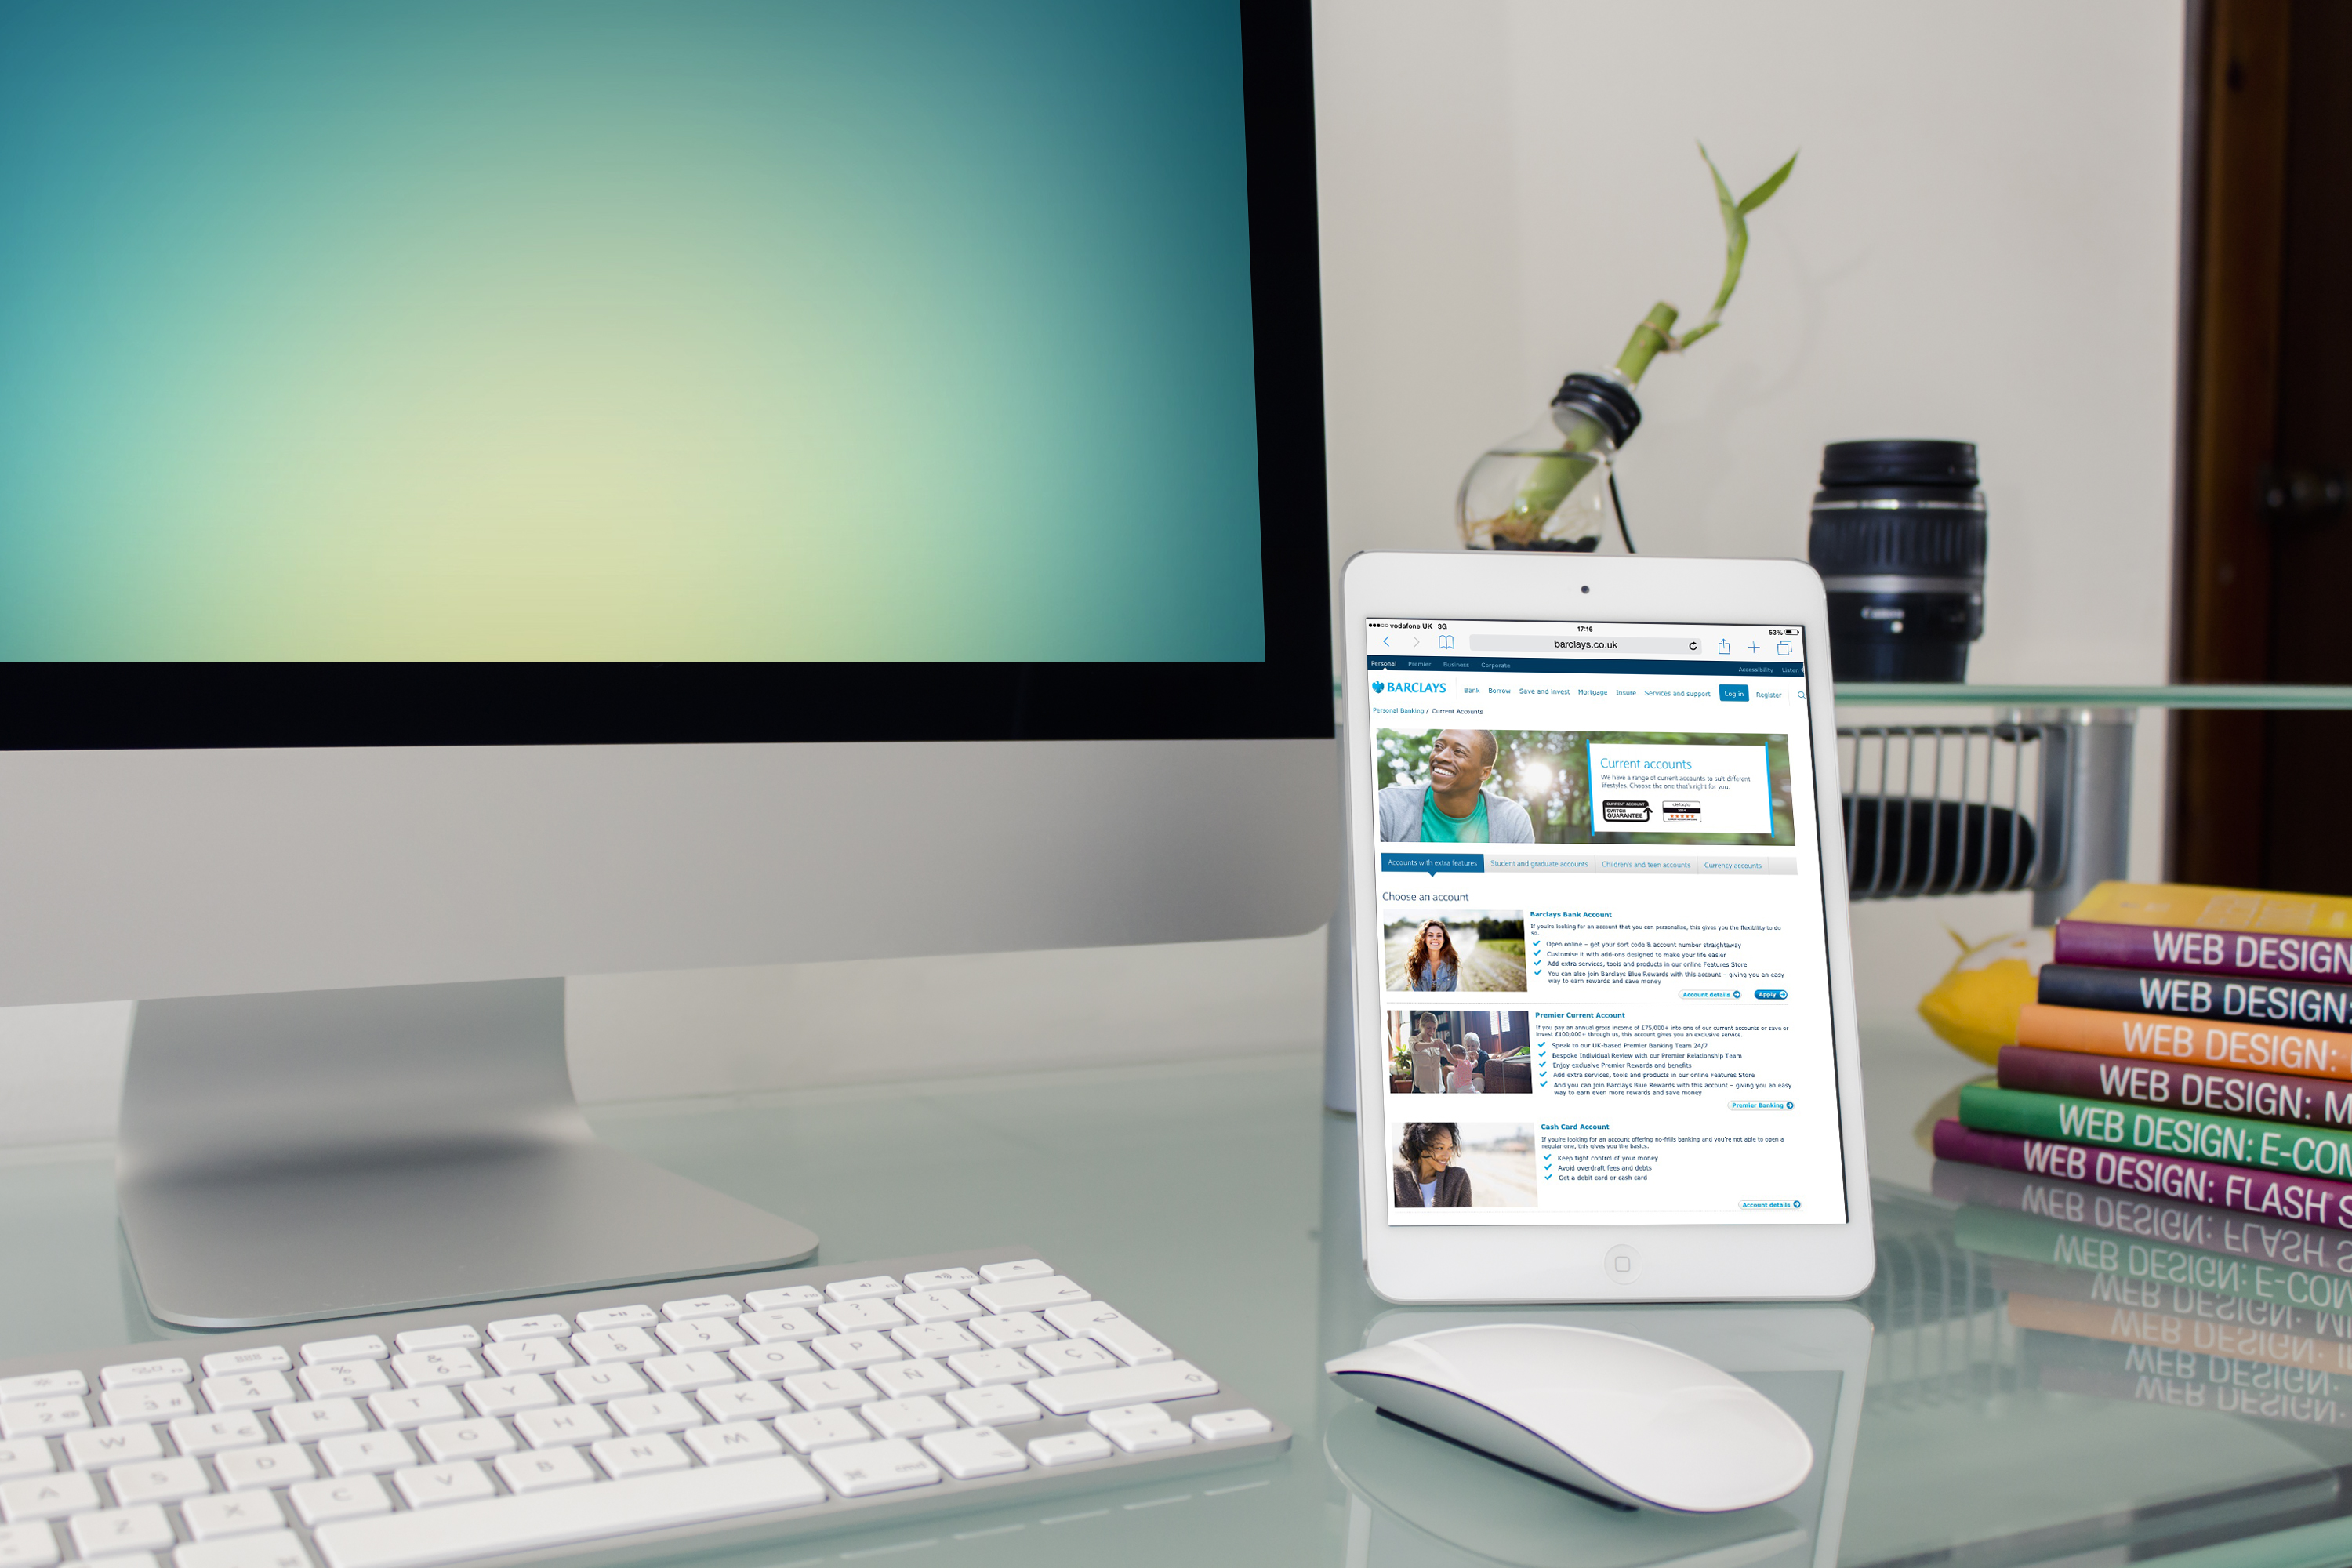 vodafone UK 3G
17:16
53%
barclays.co.uk
Personal Premier Business Corporate
Accessibility Listen
BARCLAYS
Bank Borrow Save and invest Mortgage Insure Services and support Log in Register
Personal Banking / Current Accounts
Current accounts
We have a range of current accounts to suit different
lifestyles. Choose the one that's right for you.
CURRENT ACCOUNT
SWITCH
GUARANTEE
Accounts with extra features Student and graduate accounts Children's and teen accounts Currency accounts
Choose an account
Barclays Bank Account
If you're looking for an account that you can personalise, this gives you the flexibility to do
so.
Open online – get your sort code & account number straightaway
Customise it with add-ons designed to make your life easier
Add extra services, tools and products in our online Features Store
You can also join Barclays Blue Rewards with this account – giving you an easy
way to earn rewards and save money
Account details Apply
Premier Current Account
If you pay an annual gross income of £75,000+ into one of our current accounts or save or
invest £100,000+ through us, this account gives you an exclusive service.
Speak to our UK-based Premier Banking Team 24/7
Bespoke Individual Review with our Premier Relationship Team
Enjoy exclusive Premier Rewards and benefits
Add extra services, tools and products in our online Features Store
And you can join Barclays Blue Rewards with this account – giving you an easy
way to earn even more rewards and save money
Premier Banking
Cash Card Account
If you're looking for an account offering no-frills banking and you're not able to open a
regular one, this gives you the basics.
Keep tight control of your money
Avoid overdraft fees and debts
Get a debit card or cash card
Account details
Canon
WEB DESIGN
WEB DESIGN:
WEB DESIGN:
WEB DESIGN: M
WEB DESIGN: E-COM
WEB DESIGN: FLASH S
7 8 9 0
Q W E € R T Y U I O P
A S D F G H J K L Ñ Ç
Z X C V B N M
cmd